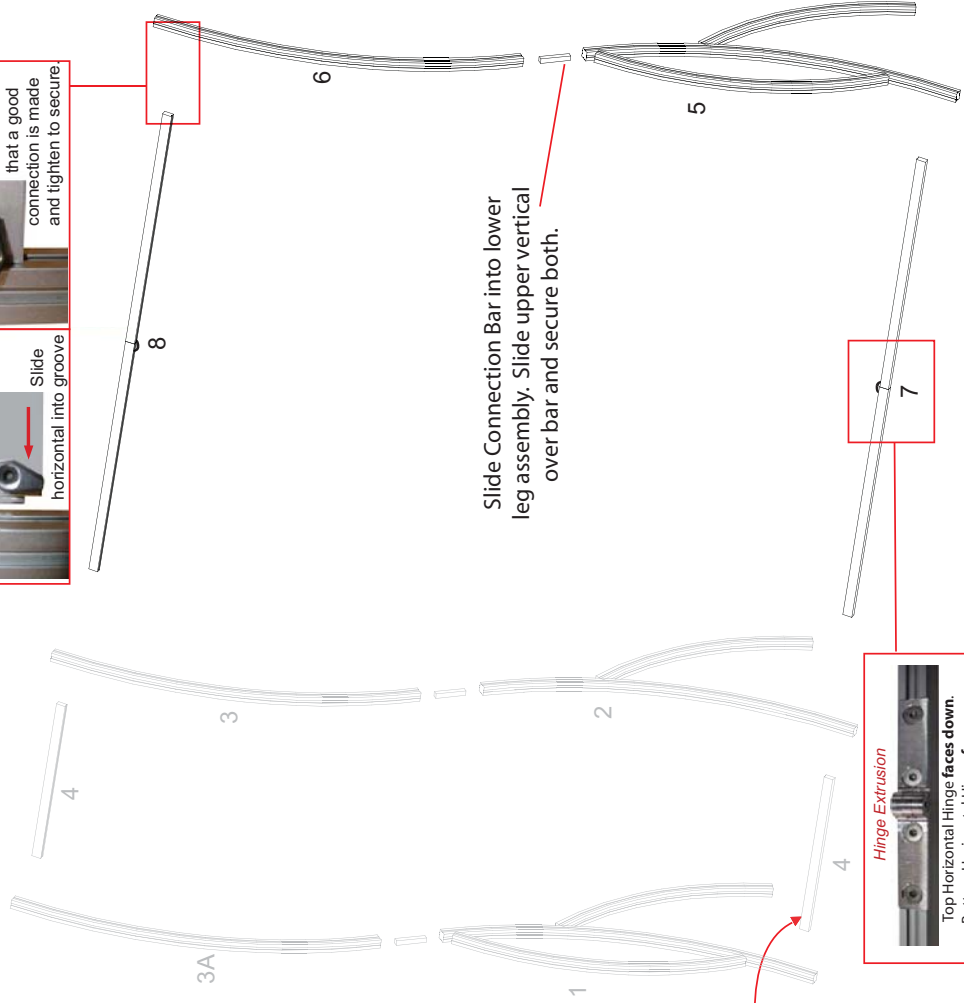 that a good
connection is made
and tighten to secure.
Slide
horizontal into groove
6
5
8
Slide Connection Bar into lower
leg assembly. Slide upper vertical
over bar and secure both.
7
3
2
4
3A
1
4
Hinge Extrusion
Top Horizontal Hinge faces down.